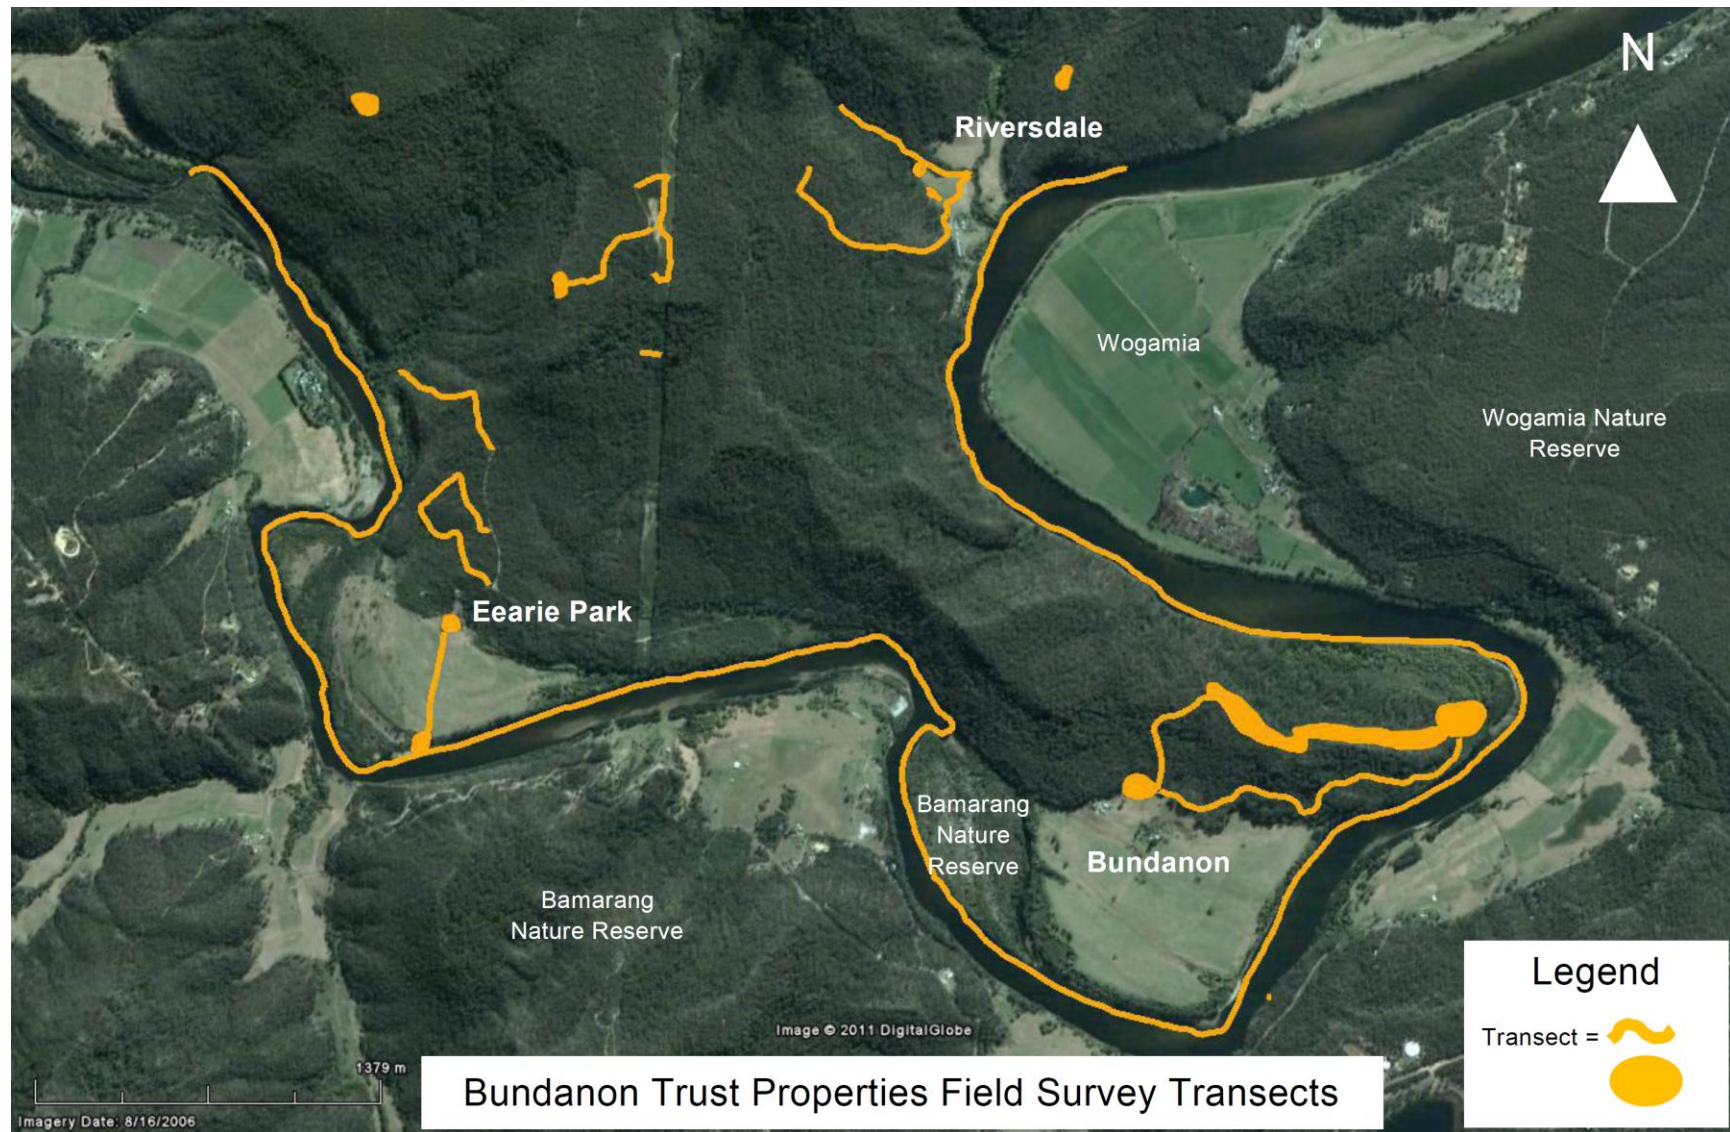 N
Riversdale
Wogamia
Wogamia Nature
Reserve
Eearie Park
Bamarang
Nature
Reserve
Bundanon
Bamarang
Nature Reserve
Legend
Transect =
Image © 2011 DigitalGlobe
1379 m
Imagery Date: 8/16/2006
Bundanon Trust Properties Field Survey Transects